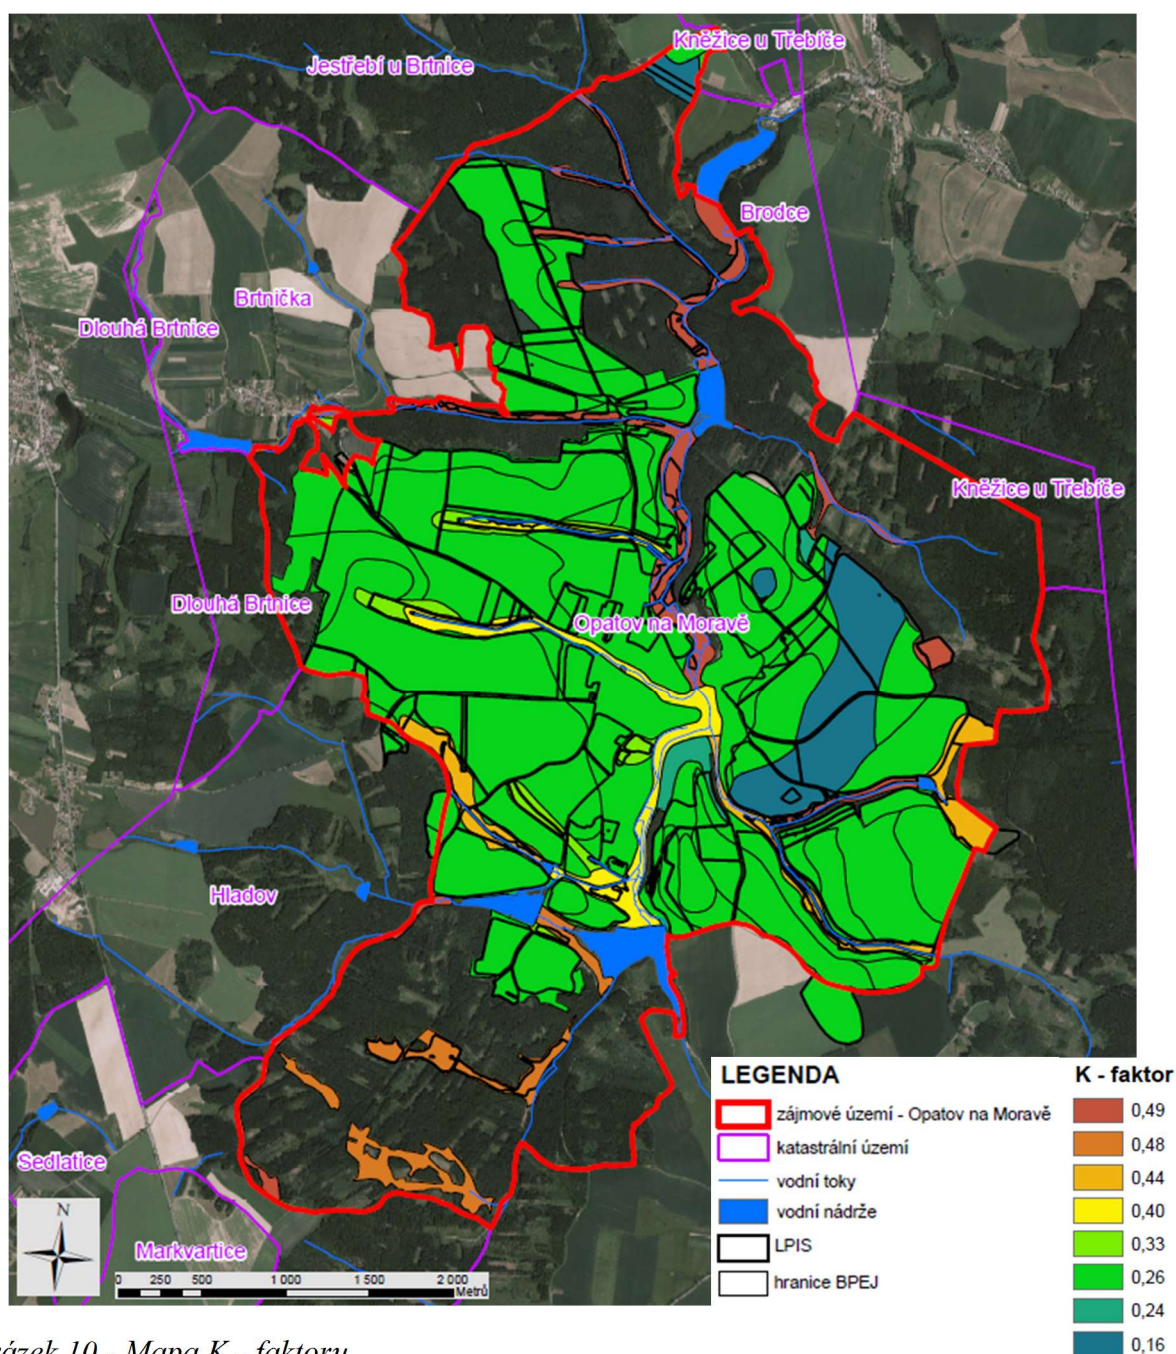 Kněžice u Třebíče
Jestřebí u Brtnice
Brodce
Brtnička
Dlouhá Brtnice
Kněžice u Třebíče
Dlouhá Brtnice
Opatov na Moravě
Hladov
Sedlatice
Markvartice
N
0 250 500 1 000 1 500 2 000
Metrů
LEGENDA
zájmové území - Opatov na Moravě
katastrální území
vodní toky
vodní nádrže
LPIS
hranice BPEJ
K - faktor
0,49
0,48
0,44
0,40
0,33
0,26
0,24
0,16
ázek 10 - Mapa K - faktoru